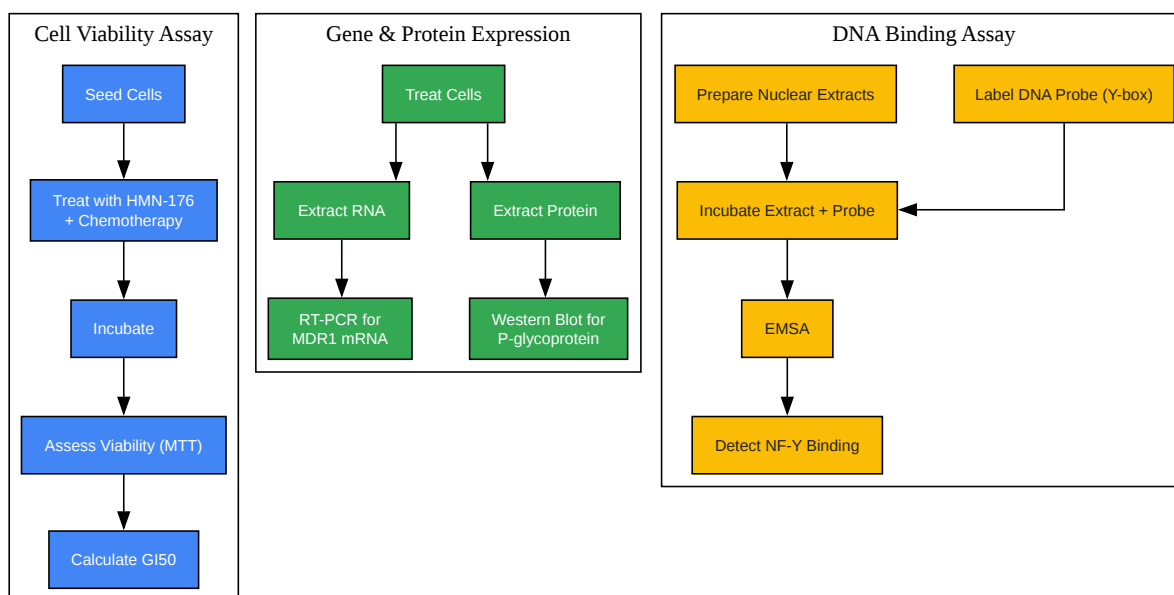 Cell Viability Assay
Seed Cells
Treat with HMN-176
+ Chemotherapy
Incubate
Assess Viability (MTT)
Calculate GI50
Gene & Protein Expression
Treat Cells
Extract RNA
Extract Protein
RT-PCR for
MDR1 mRNA
Western Blot for
P-glycoprotein
DNA Binding Assay
Prepare Nuclear Extracts
Label DNA Probe (Y-box)
Incubate Extract + Probe
EMSA
Detect NF-Y Binding